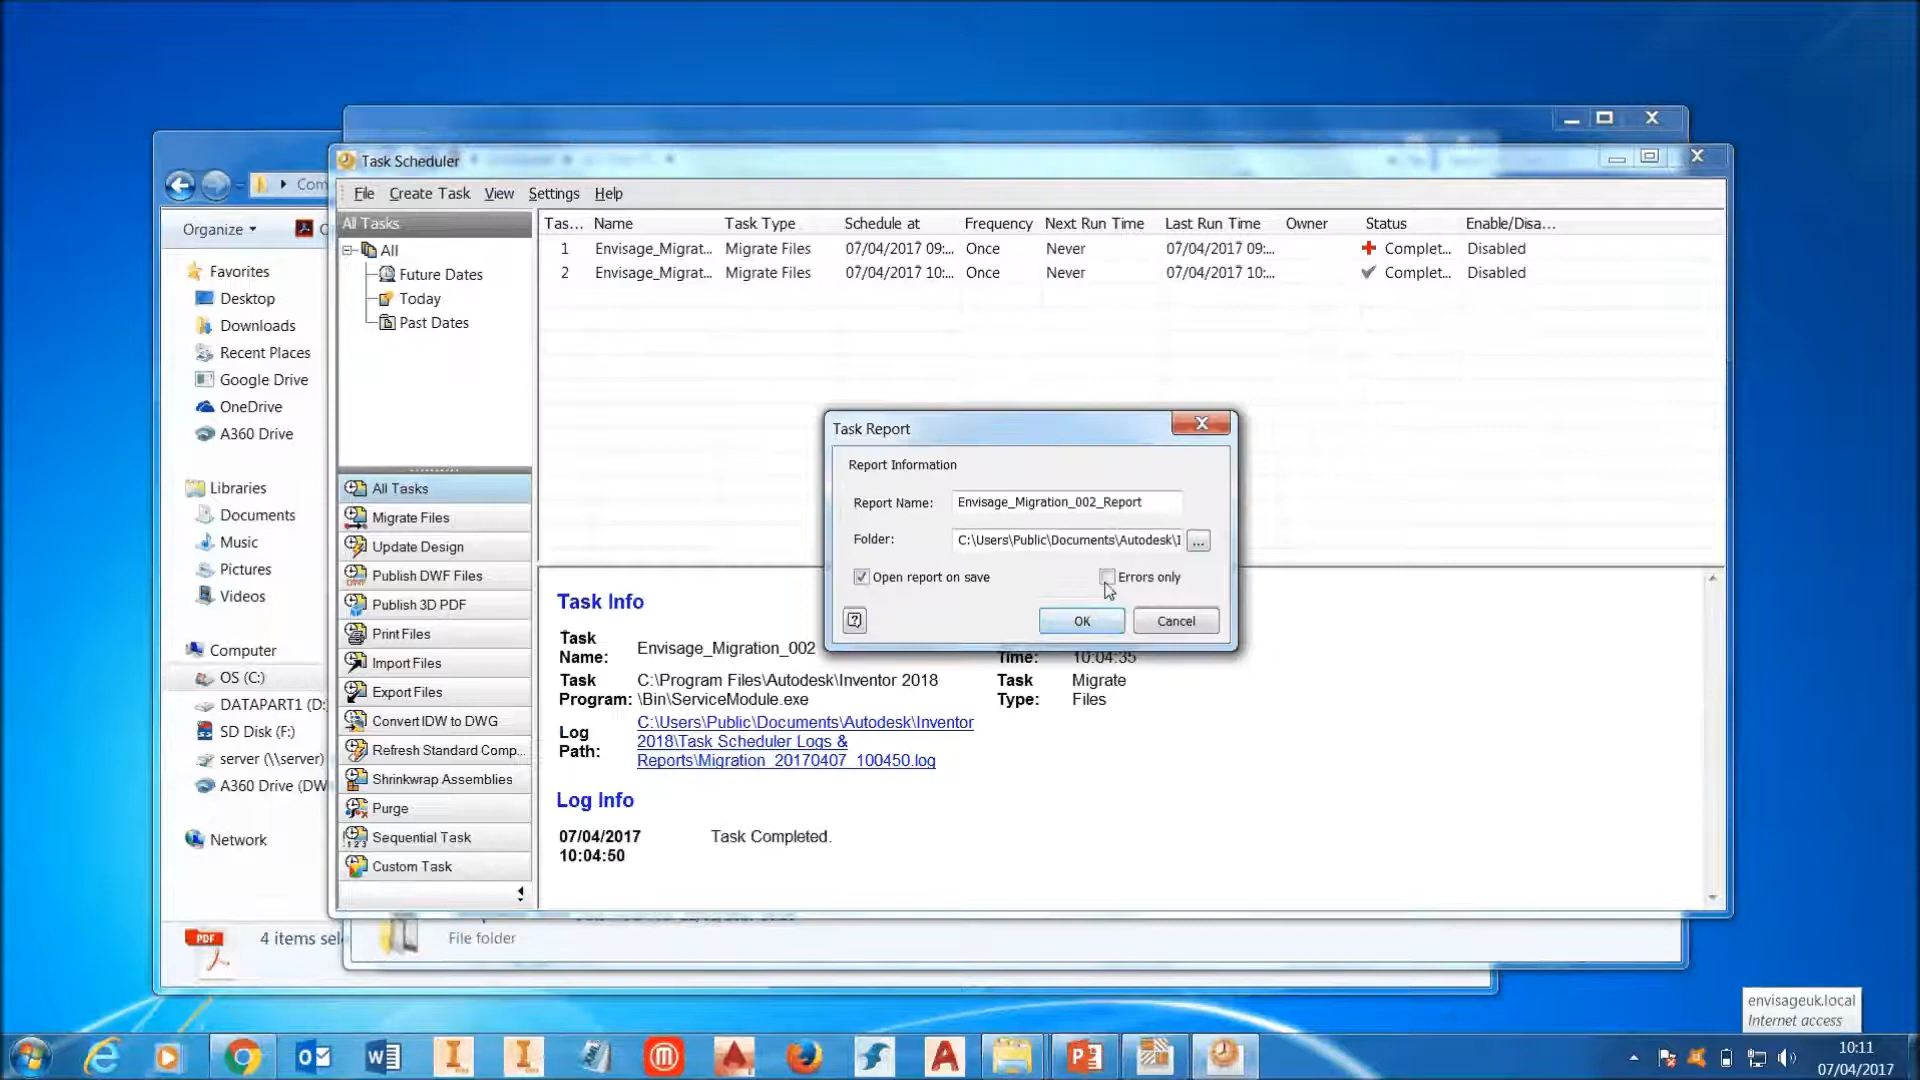 Task Scheduler
File Create Task View Settings Help
All Tasks
All
Future Dates
Today
Past Dates
Tas... Name Task Type Schedule at Frequency Next Run Time Last Run Time Owner Status Enable/Disa...
1 Envisage_Migrat... Migrate Files 07/04/2017 09:... Once Never 07/04/2017 09:... Complet... Disabled
2 Envisage_Migrat... Migrate Files 07/04/2017 10:... Once Never 07/04/2017 10:... Complet... Disabled
Com
Organize
Favorites
Desktop
Downloads
Recent Places
Google Drive
OneDrive
A360 Drive
Libraries
Documents
Music
Pictures
Videos
Computer
OS (C:)
DATAPART1 (D:
SD Disk (F:)
server (\\server)
A360 Drive (DW
Network
All Tasks
Migrate Files
Update Design
Publish DWF Files
Publish 3D PDF
Print Files
Import Files
Export Files
Convert IDW to DWG
Refresh Standard Comp...
Shrinkwrap Assemblies
Purge
Sequential Task
Custom Task
Task Report
Report Information
Report Name: Envisage_Migration_002_Report
Folder: C:\Users\Public\Documents\Autodesk\I ...
Open report on save Errors only
OK Cancel
Task Info
Task Name: Envisage_Migration_002
Time: 10:04:35
Task Program: C:\Program Files\Autodesk\Inventor 2018
\Bin\ServiceModule.exe
Task Type: Migrate Files
Log Path: C:\Users\Public\Documents\Autodesk\Inventor
2018\Task Scheduler Logs &
Reports\Migration_20170407_100450.log
Log Info
07/04/2017 Task Completed.
10:04:50
PDF
4 items sel
File folder
envisageuk.local
Internet access
10:11
07/04/2017